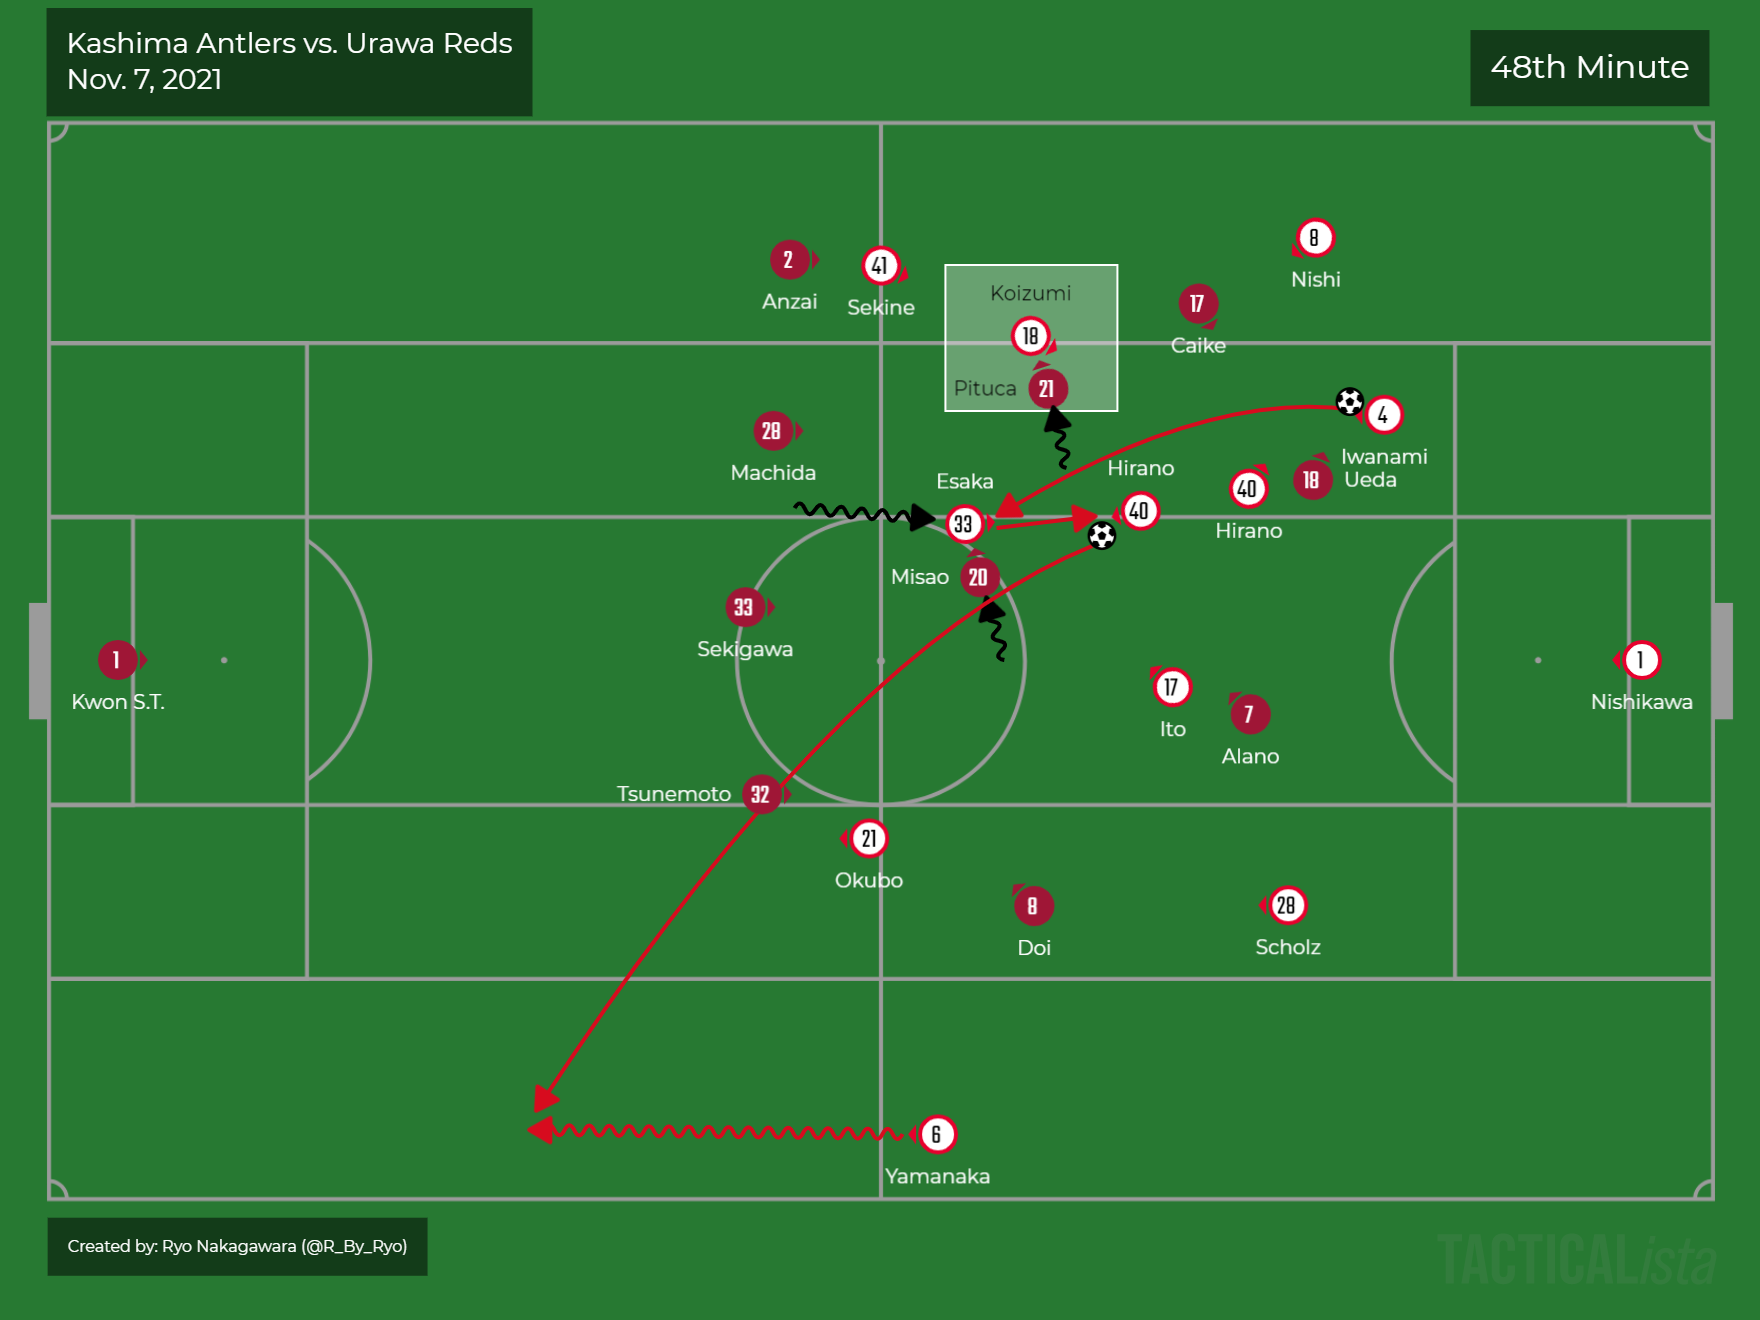 Kashima Antlers vs. Urawa Reds
Nov. 7, 2021
48th Minute
8
Nishi
2
Anzai
41
Sekine
Koizumi
18
17
Caike
Pituca
21
4
Iwanami
28
Machida
Esaka
Hirano
18
Ueda
40
Hirano
33
40
Misao
20
33
Sekigawa
1
Kwon S.T.
1
Nishikawa
17
Ito
7
Alano
Tsunemoto
32
21
Okubo
8
Doi
28
Scholz
6
Yamanaka
Created by: Ryo Nakagawara (@R_By_Ryo)
TACTICALista